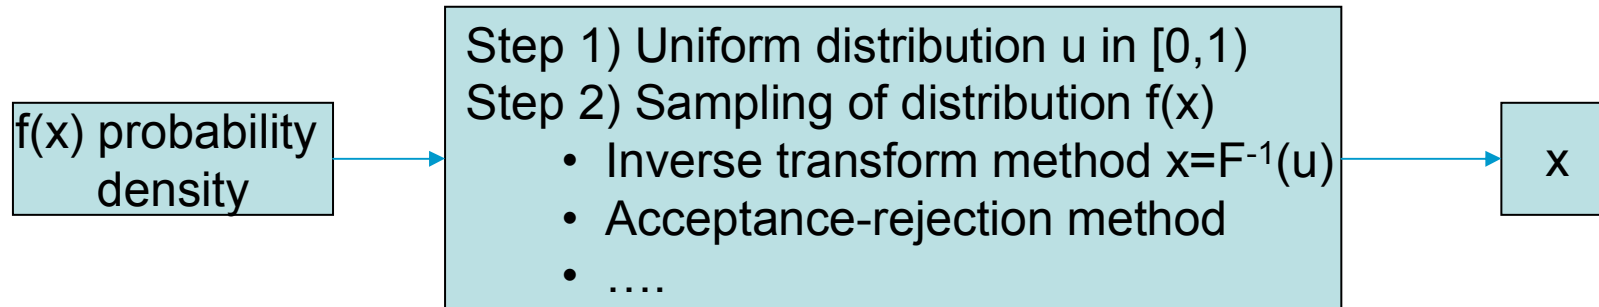 f(x) probability
density
Step 1) Uniform distribution u in [0,1)
Step 2) Sampling of distribution f(x)
• Inverse transform method x=F⁻¹(u)
• Acceptance-rejection method
• ....
x